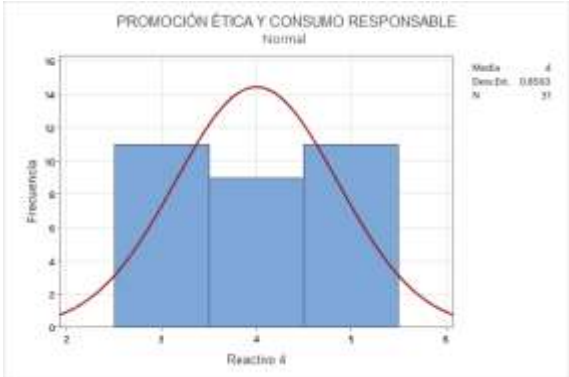 PROMOCIÓN ÉTICA Y CONSUMO RESPONSABLE
Normal
Media 4
Desv.Est. 0.8563
N 31
16
14
12
10
8
6
4
2
0
Frecuencia
2 3 4 5 6
Reactivo 4